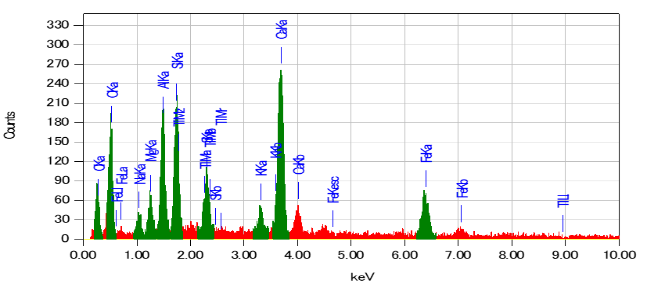 Counts
330
300
270
240
210
180
150
120
90
60
30
0
CKa
OKa
FeLl
FeLa
NaKa
MgKa
AlKa
SiKa
TlMz
TlMa
SKa
TlMb
TlMr
SKb
KKa
KKb
CaKa
CaKb
FeKesc
FeKa
FeKb
TlLl
0.00 1.00 2.00 3.00 4.00 5.00 6.00 7.00 8.00 9.00 10.00
keV